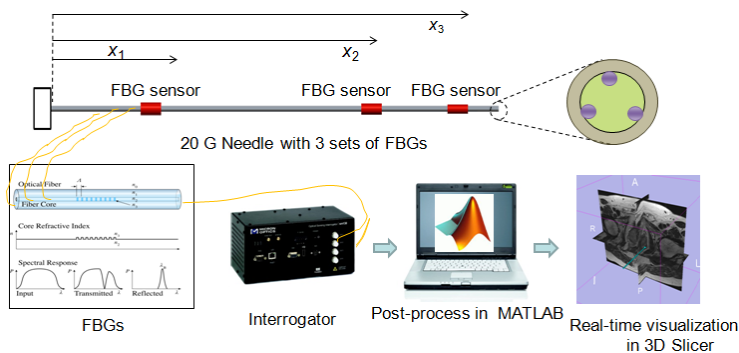 x3
x1
x2
FBG sensor
FBG sensor
FBG sensor
20 G Needle with 3 sets of FBGs
Optical Fiber
Fiber Core
Core Refractive Index
Spectral Response
P
P
P
λ
λ
λ
Input
Transmitted
Reflected
FBGs
MICRON
OPTICS
Interrogator
Post-process in MATLAB
A
R
L
I
P
Real-time visualization
in 3D Slicer